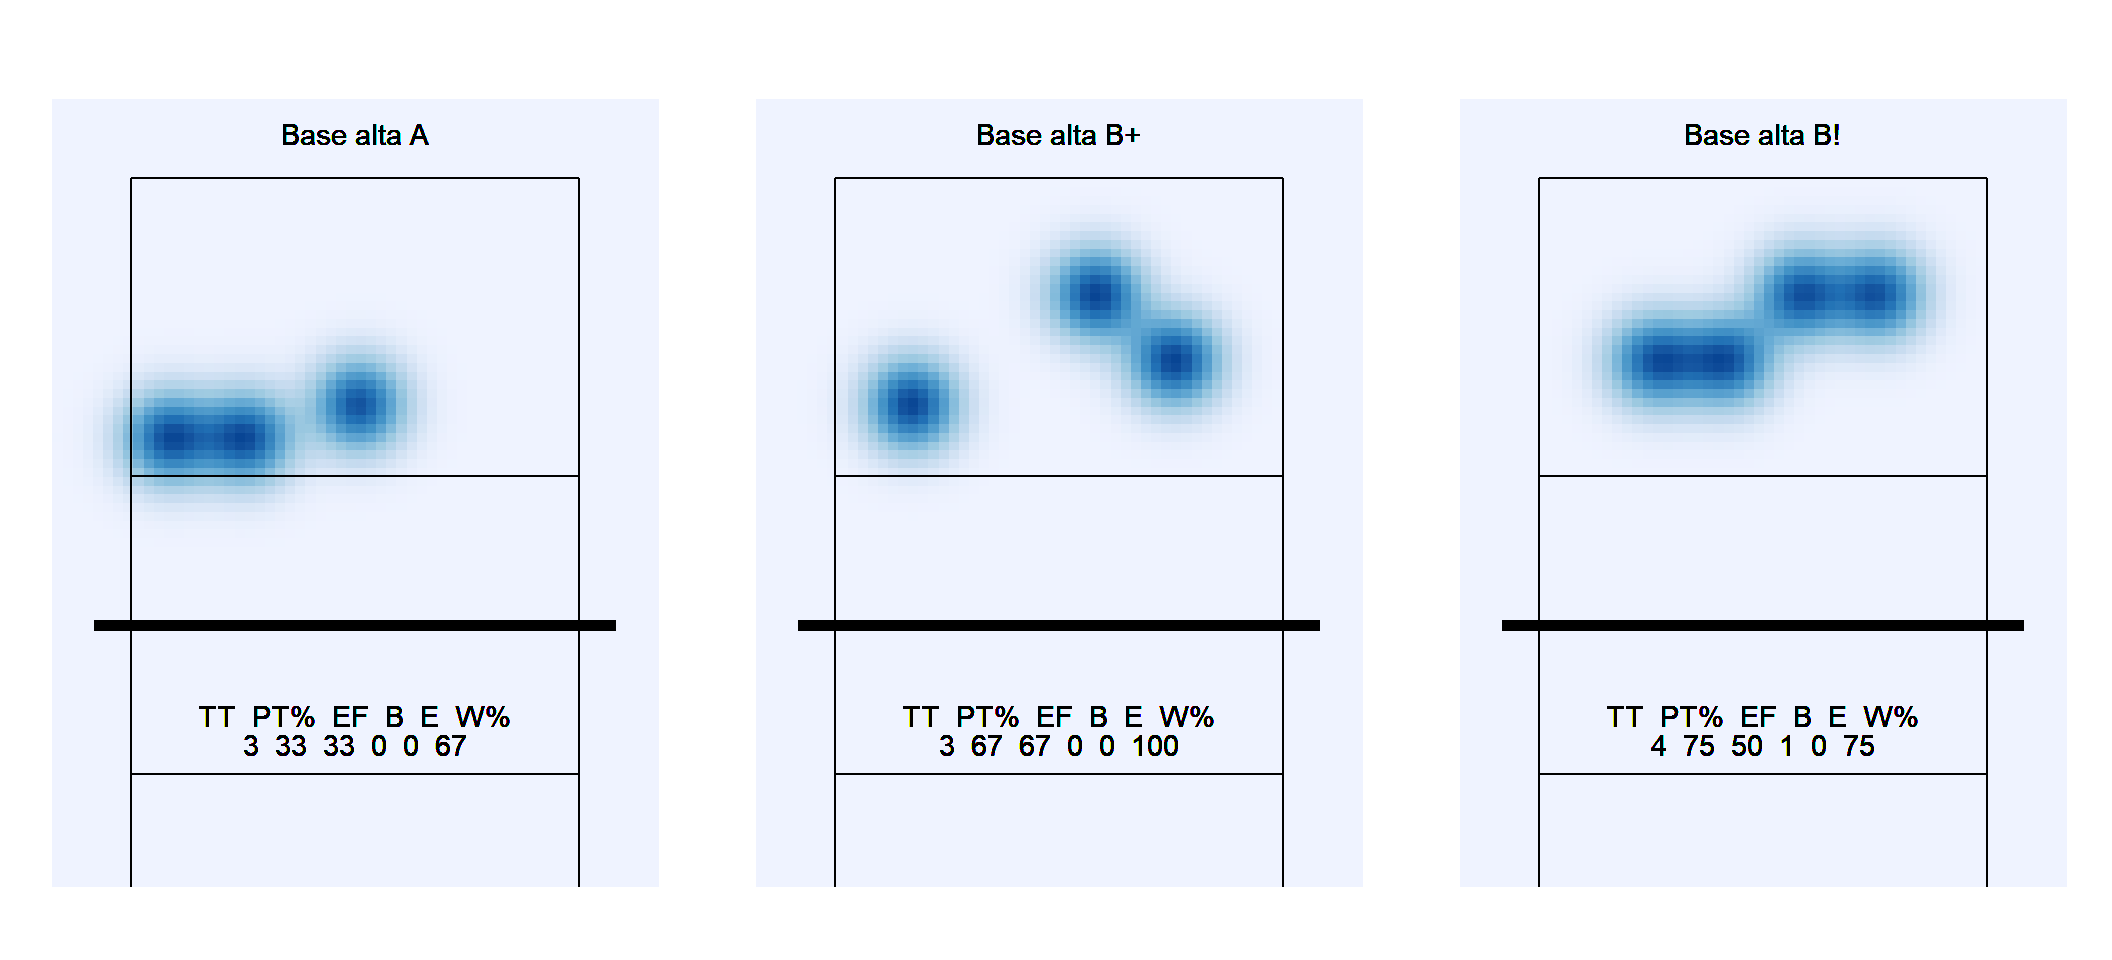 Base alta A
TT PT% EF B E W%
3 33 33 0 0 67
Base alta B+
TT PT% EF B E W%
3 67 67 0 0 100
Base alta B!
TT PT% EF B E W%
4 75 50 1 0 75